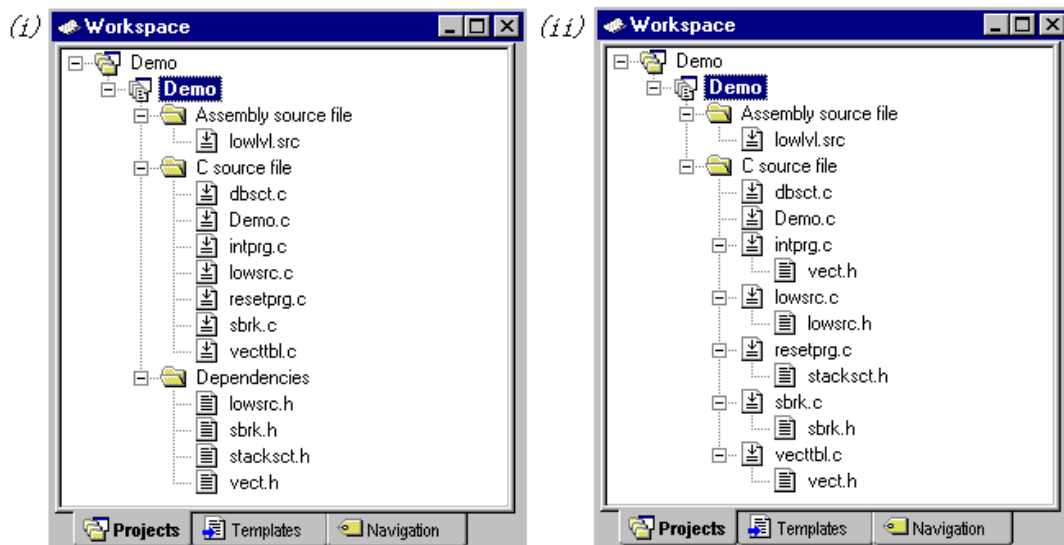 (i)
Workspace
Demo
Demo
Assembly source file
lowlvl.src
C source file
dbsct.c
Demo.c
intprg.c
lowsrc.c
resetprg.c
sbrk.c
vecttbl.c
Dependencies
lowsrc.h
sbrk.h
stacksct.h
vect.h
Projects Templates Navigation
(ii)
Workspace
Demo
Demo
Assembly source file
lowlvl.src
C source file
dbsct.c
Demo.c
intprg.c
vect.h
lowsrc.c
lowsrc.h
resetprg.c
stacksct.h
sbrk.c
sbrk.h
vecttbl.c
vect.h
Projects Templates Navigation